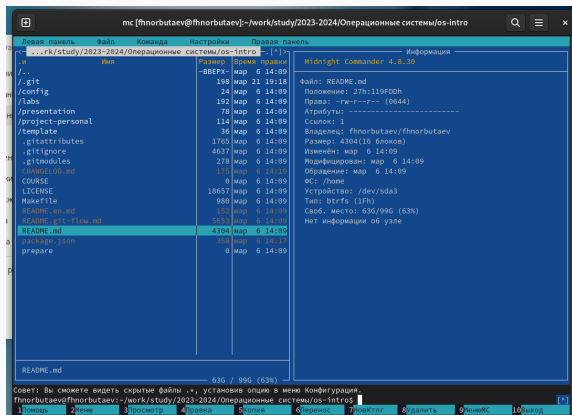 mc [fhnorbutaev@fhnorbutaev]:~/work/study/2023-2024/Операционные системы/os-intro
Левая панель Файл Команда Настройки Правая панель
<- ...rk/study/2023-2024/Операционные системы/os-intro -.[^]>
Информация
.и Имя Размер Время правки
Midnight Commander 4.8.30
/.. -ВВЕРХ- мар 6 14:09
/.git 198 мар 21 19:18
Файл: README.md
/config 24 мар 6 14:09
Положение: 27h:119FDDh
/labs 192 мар 6 14:09
Права: -rw-r--r-- (0644)
/presentation 78 мар 6 14:09
Атрибуты: ----------------------
/project-personal 114 мар 6 14:09
Ссылок: 1
/template 36 мар 6 14:09
Владелец: fhnorbutaev/fhnorbutaev
.gitattributes 1765 мар 6 14:09
Размер: 4304(16 блоков)
.gitignore 4637 мар 6 14:09
Изменён: мар 6 14:09
.gitmodules 278 мар 6 14:09
Модифицирован: мар 6 14:09
CHANGELOG.md 175 мар 6 14:19
Обращение: мар 6 14:09
COURSE 0 мар 6 14:09
ФС: /home
LICENSE 18657 мар 6 14:09
Устройство: /dev/sda3
Makefile 980 мар 6 14:09
Тип: btrfs (1Fh)
README.en.md 152 мар 6 14:09
Своб. место: 63G/99G (63%)
README.git-flow.md 5853 мар 6 14:09
Нет информации об узле
README.md 4304 мар 6 14:09
package.json 358 мар 6 14:17
prepare 0 мар 6 14:09
README.md
63G / 99G (63%)
Совет: Вы сможете видеть скрытые файлы .*, установив опцию в меню Конфигурация.
fhnorbutaev@fhnorbutaev:~/work/study/2023-2024/Операционные системы/os-intro$ [^]
1Помощь 2Меню 3Просмотр 4Правка 5Копия 6Перенос 7НовКтлг 8Удалить 9МенюМС 10Выход